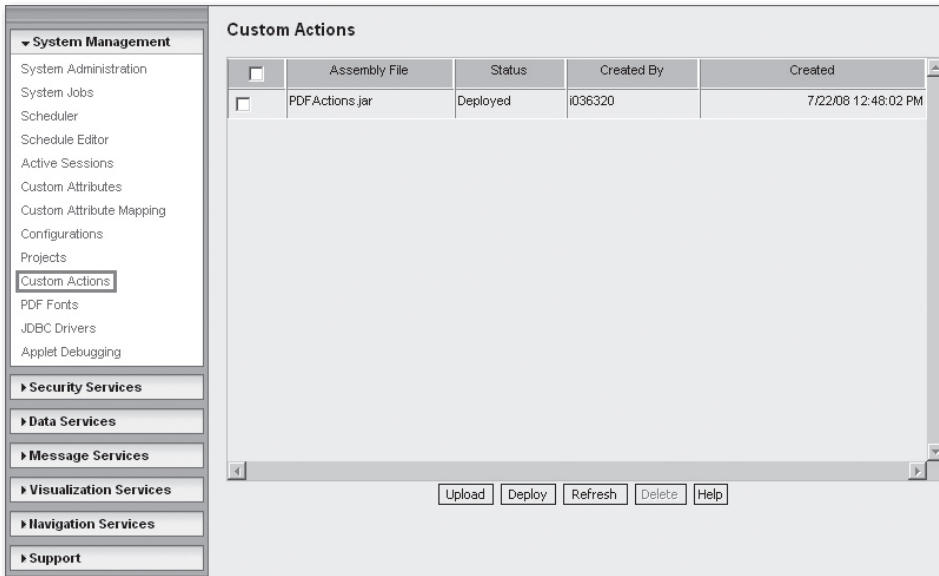 System Management
System Administration
System Jobs
Scheduler
Schedule Editor
Active Sessions
Custom Attributes
Custom Attribute Mapping
Configurations
Projects
Custom Actions
PDF Fonts
JDBC Drivers
Applet Debugging
Security Services
Data Services
Message Services
Visualization Services
Navigation Services
Support
Custom Actions
Assembly File Status Created By Created
PDFActions.jar Deployed i036320 7/22/08 12:48:02 PM
Upload Deploy Refresh Delete Help